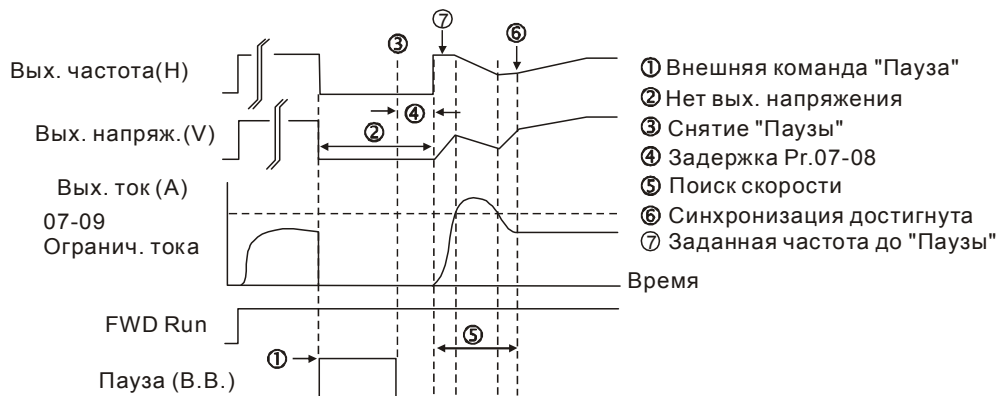 ⑦
⑥
③
Вых. частота(H)
④
Вых. напряж.(V)
②
Вых. ток (А)
07-09
Огранич. тока
Время
FWD Run
⑤
①
Пауза (B.B.)
① Внешняя команда "Пауза"
② Нет вых. напряжения
③ Снятие "Паузы"
④ Задержка Pr.07-08
⑤ Поиск скорости
⑥ Синхронизация достигнута
⑦ Заданная частота до "Паузы"